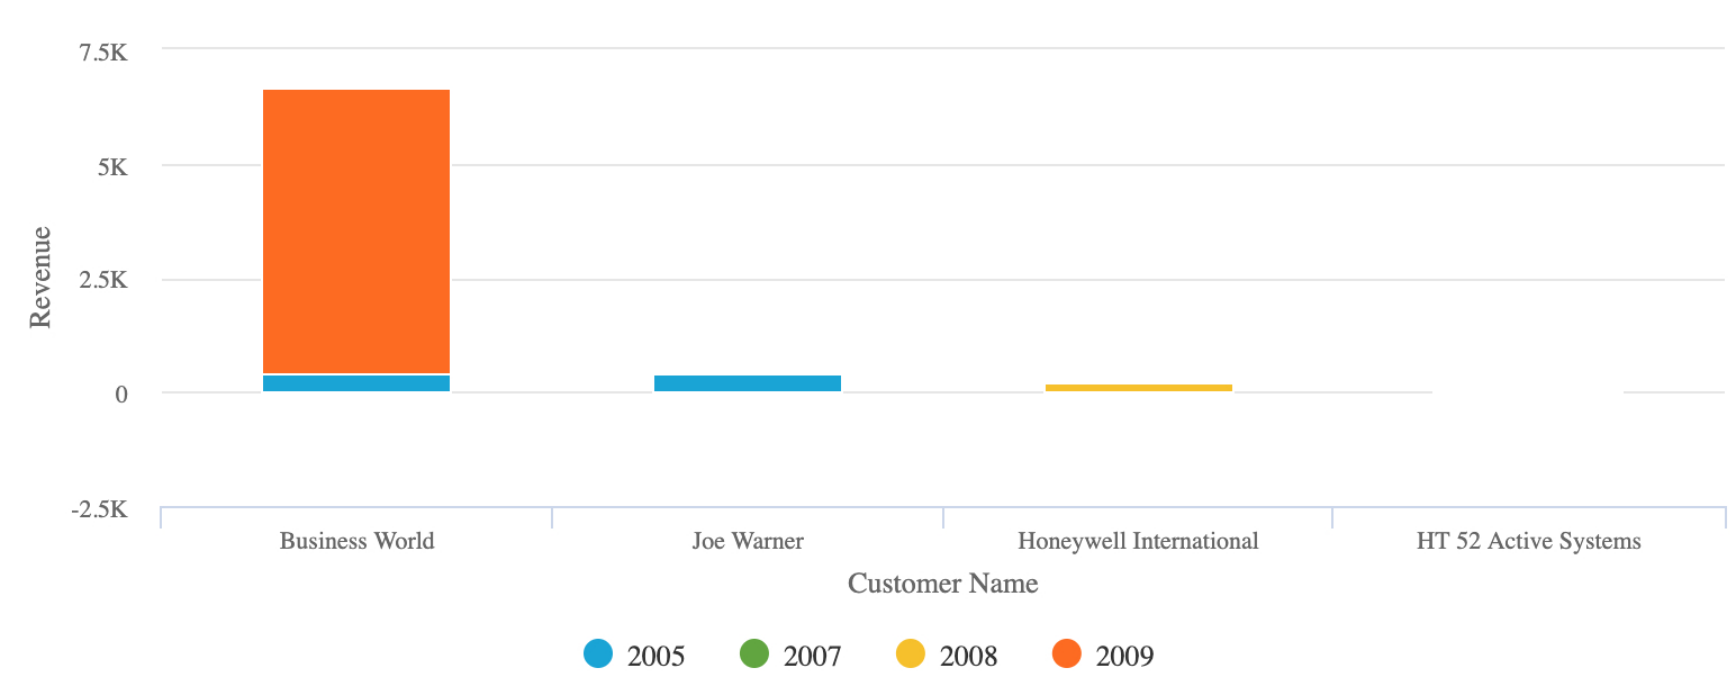 7.5K
5K
2.5K
0
-2.5K
Revenue
Business World
Joe Warner
Honeywell International
HT 52 Active Systems
Customer Name
2005
2007
2008
2009